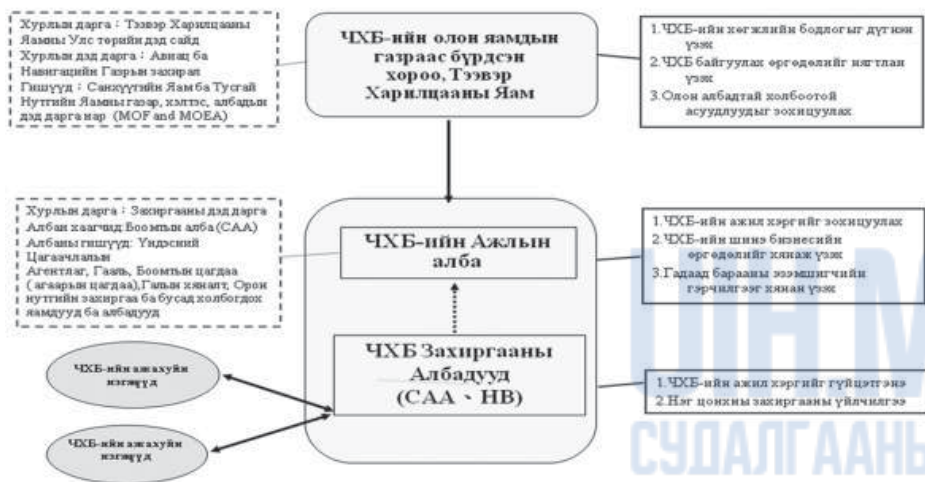 Хурлын дарга : Тээвэр Харилцааны
Яамны Улс төрийн дэд сайд
Хурлын дэд дарга : Авиац ба
Навигацийн Газрын захирал
Гишүүд : Санхүүгийн Яам ба Тусгай
Нутгийн Яамны газар, хэлтэс, албадын
дэд дарга нар (MOF and MOEA)
ЧХБ-ийн олон яамдын
газраас бүрдсэн
хороо, Тээвэр
Харилцааны Яам
1.ЧХБ-ийн хөгжлийн бодлогыг дүгнэн
үзэх
2.ЧХБ байгуулах өргөдөлийг нягтлан
үзэх
3.Олон албадтай холбоотой
асуудлуудыг зохицуулах
Хурлын дарга : Захиргааны дэд дарга
Албан хаагчид:Боомтын алба (CAA)
Албаны гишүүд: Үндэсний
Цагаачлалын
Агентлаг, Гааль, Боомтын цагдаа
(агаарын цагдаа),Галын хяналт, Орон
нутгийн захиргаа ба бусад холбогдох
яамдууд ба албадууд
ЧХБ-ийн Ажлын
алба
1.ЧХБ-ийн ажил хэргийг зохицуулах
2.ЧХБ-ийн шинэ бизнесийн
өргөдөлийг хянаж үзэх
3.Гадаад барааны эзэмшигчийн
гэрчилгээг хянан үзэх
ЧХБ Захиргааны
Албадууд
(CAA、HB)
1.ЧХБ-ийн ажил хэргийг гүйцэтгэнэ
2.Нэг цонхны захиргааны үйлчилгээ
ЧХБ-ийн ажахуйн
нэгжүүд
ЧХБ-ийн ажахуйн
нэгжүүд
СУДАЛГААНЫ